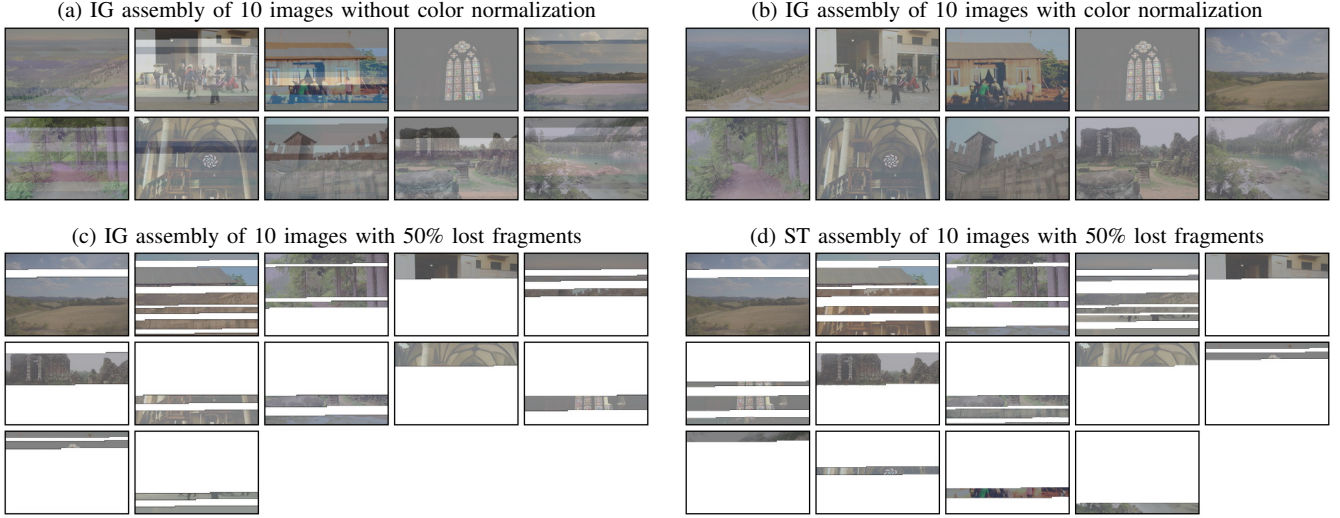 (a) IG assembly of 10 images without color normalization
(b) IG assembly of 10 images with color normalization
(c) IG assembly of 10 images with 50% lost fragments
(d) ST assembly of 10 images with 50% lost fragments